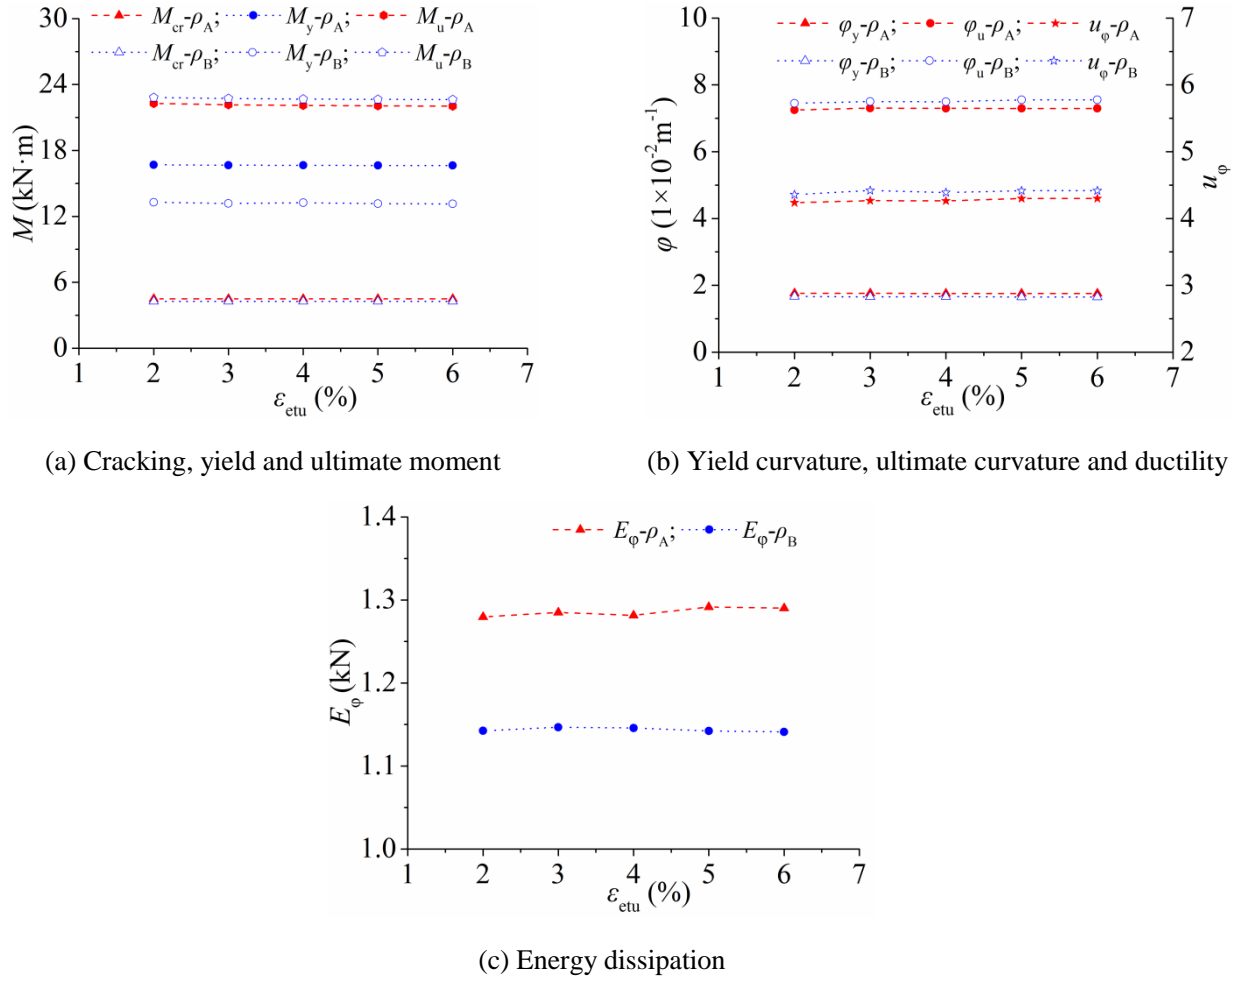 M_cr-ρ_A; M_y-ρ_A; M_u-ρ_A
M_cr-ρ_B; M_y-ρ_B; M_u-ρ_B
30
24
18
12
6
0
M (kN·m)
1 2 3 4 5 6 7
ε_etu (%)
(a) Cracking, yield and ultimate moment
φ_y-ρ_A; φ_u-ρ_A; u_φ-ρ_A
φ_y-ρ_B; φ_u-ρ_B; u_φ-ρ_B
10
8
6
4
2
0
φ (1×10⁻²m⁻¹)
7
6
5
4
3
2
u_φ
1 2 3 4 5 6 7
ε_etu (%)
(b) Yield curvature, ultimate curvature and ductility
E_φ-ρ_A; E_φ-ρ_B
1.4
1.3
1.2
1.1
1.0
E_φ (kN)
1 2 3 4 5 6 7
ε_etu (%)
(c) Energy dissipation